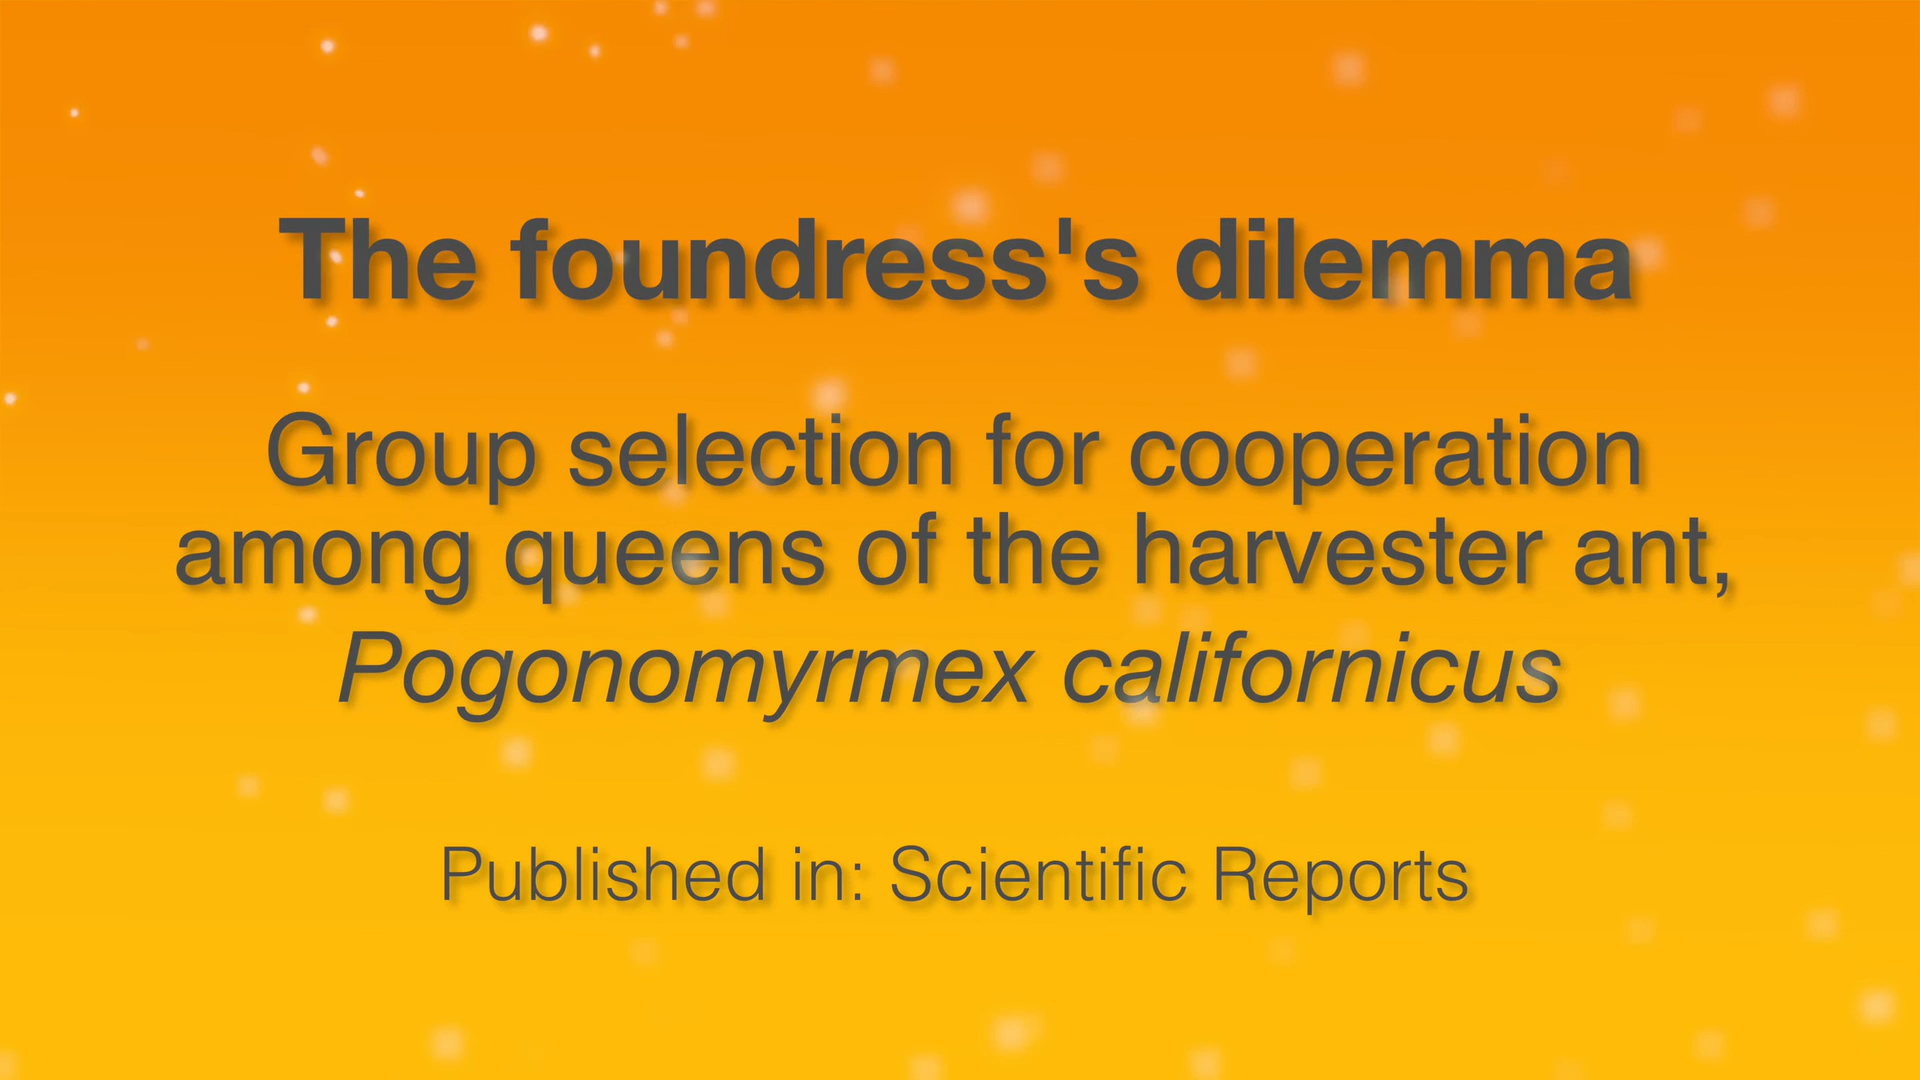 The foundress's dilemma
Group selection for cooperation
among queens of the harvester ant,
Pogonomyrmex californicus
Published in: Scientific Reports